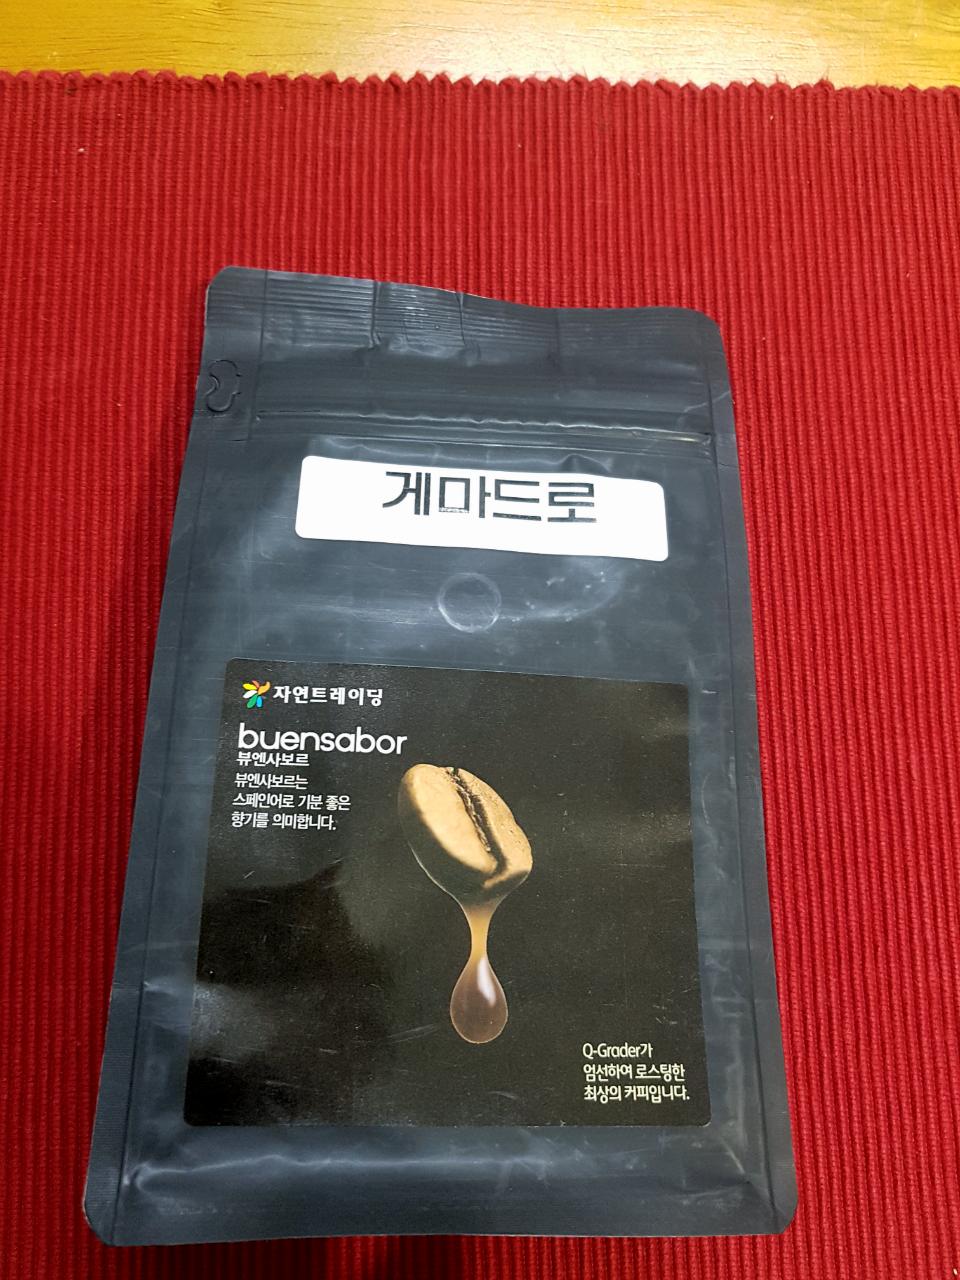 게마드로
자연트레이딩
buensabor
뷰엔사보르
뷰엔사보르는
스페인어로 기분 좋은
향기를 의미합니다.
Q-Grader가
엄선하여 로스팅한
최상의 커피입니다.